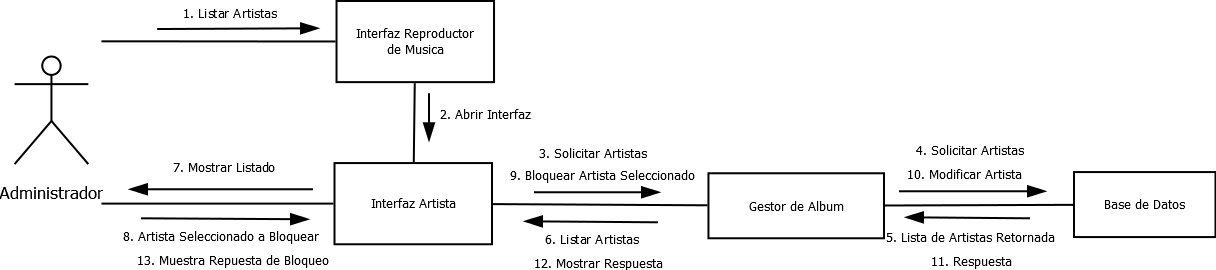 1. Listar Artistas
Interfaz Reproductor
de Musica
2. Abrir Interfaz
Administrador
7. Mostrar Listado
8. Artista Seleccionado a Bloquear
13. Muestra Repuesta de Bloqueo
Interfaz Artista
3. Solicitar Artistas
9. Bloquear Artista Seleccionado
6. Listar Artistas
12. Mostrar Respuesta
Gestor de Album
4. Solicitar Artistas
10. Modificar Artista
5. Lista de Artistas Retornada
11. Respuesta
Base de Datos